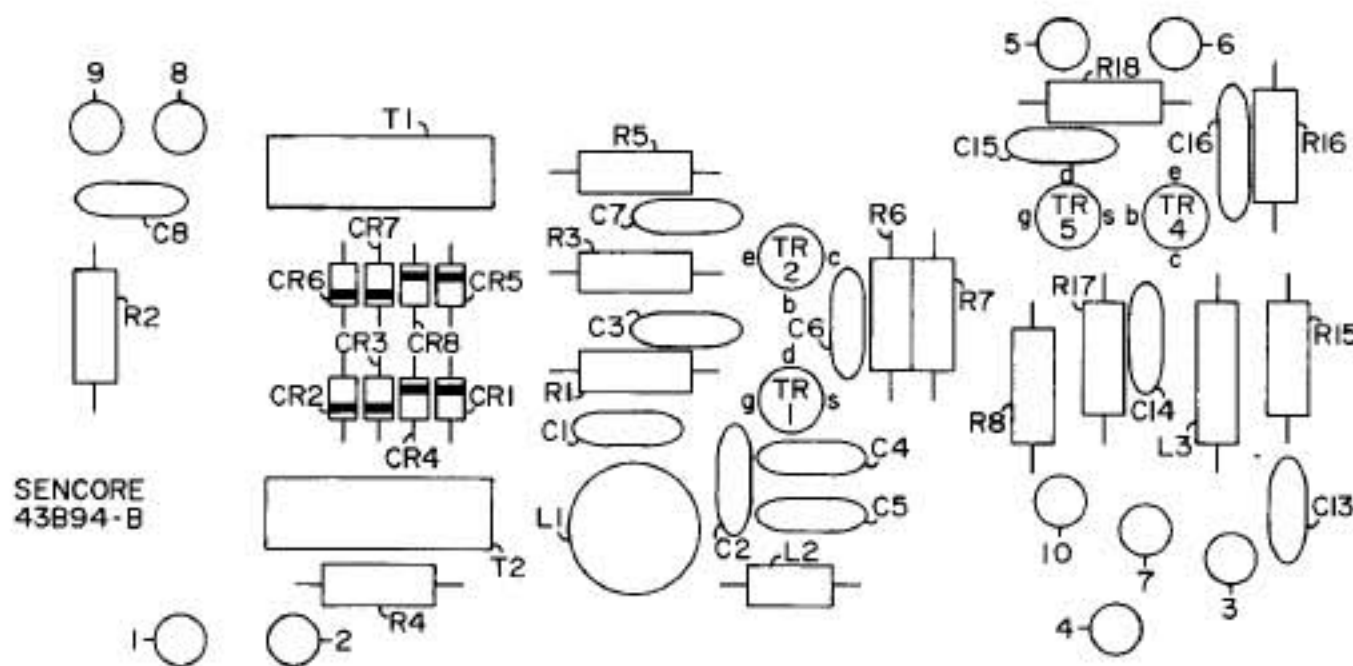 5
6
R18
9
8
T1
R5
C15
C16
R16
d
e
C7
R6
g
TR
5
s
b
TR
4
C8
CR7
R3
TR
2
e
c
c
CR6
CR5
b
R17
R2
R7
C3
C6
CR3
CR8
d
R15
R1
TR
1
g
s
CR2
CR1
C14
R8
C1
L3
CR4
C4
SENCORE
43B94-B
L1
C5
C13
C2
L2
10
T2
7
R4
3
1
2
4